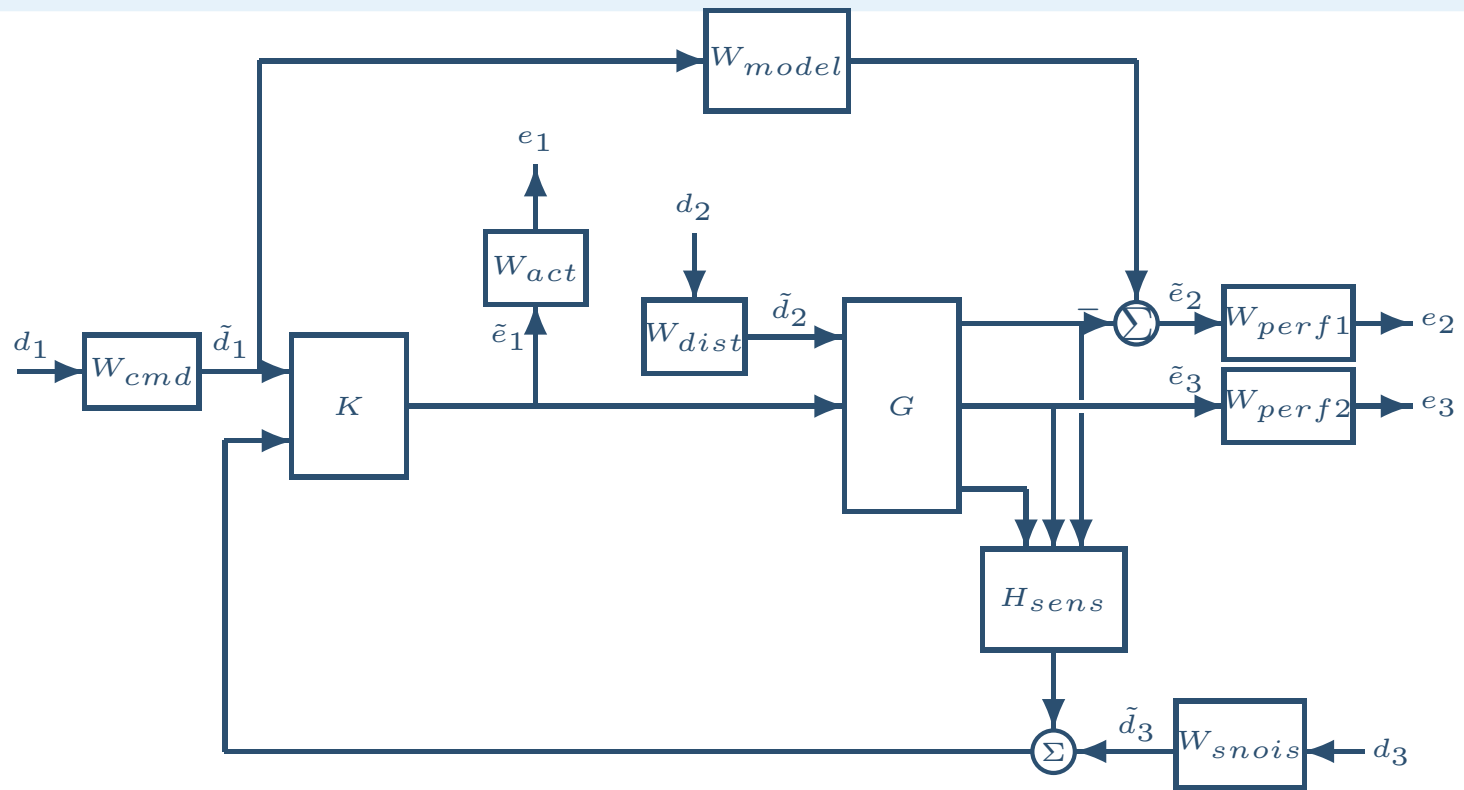 W_model
e_1
d_2
W_act
ẽ_1
W_dist
d̃_2
− Σ ẽ_2 W_perf1 e_2
d_1 W_cmd d̃_1
K
G
ẽ_3 W_perf2 e_3
H_sens
Σ d̃_3 W_snois d_3